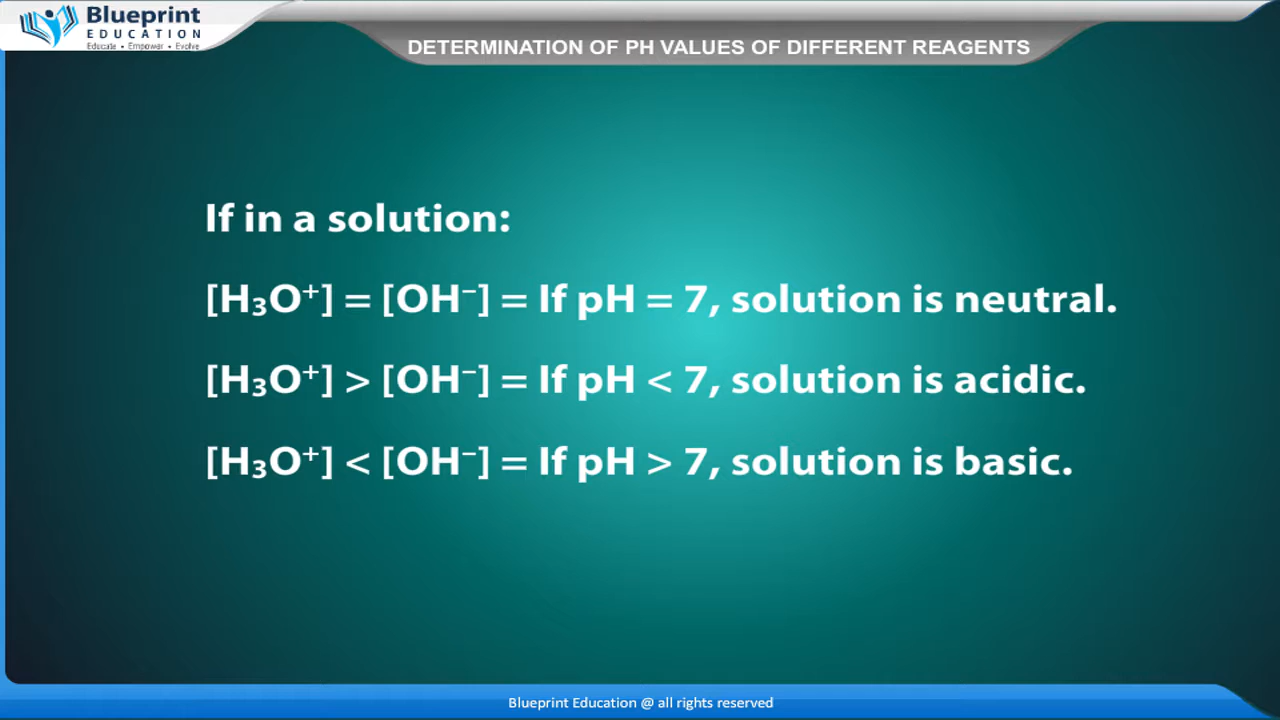 Blueprint
EDUCATION
Educate • Empower • Evolve
DETERMINATION OF PH VALUES OF DIFFERENT REAGENTS
If in a solution:
[H₃O⁺] = [OH⁻] = If pH = 7, solution is neutral.
[H₃O⁺] > [OH⁻] = If pH < 7, solution is acidic.
[H₃O⁺] < [OH⁻] = If pH > 7, solution is basic.
Blueprint Education @ all rights reserved